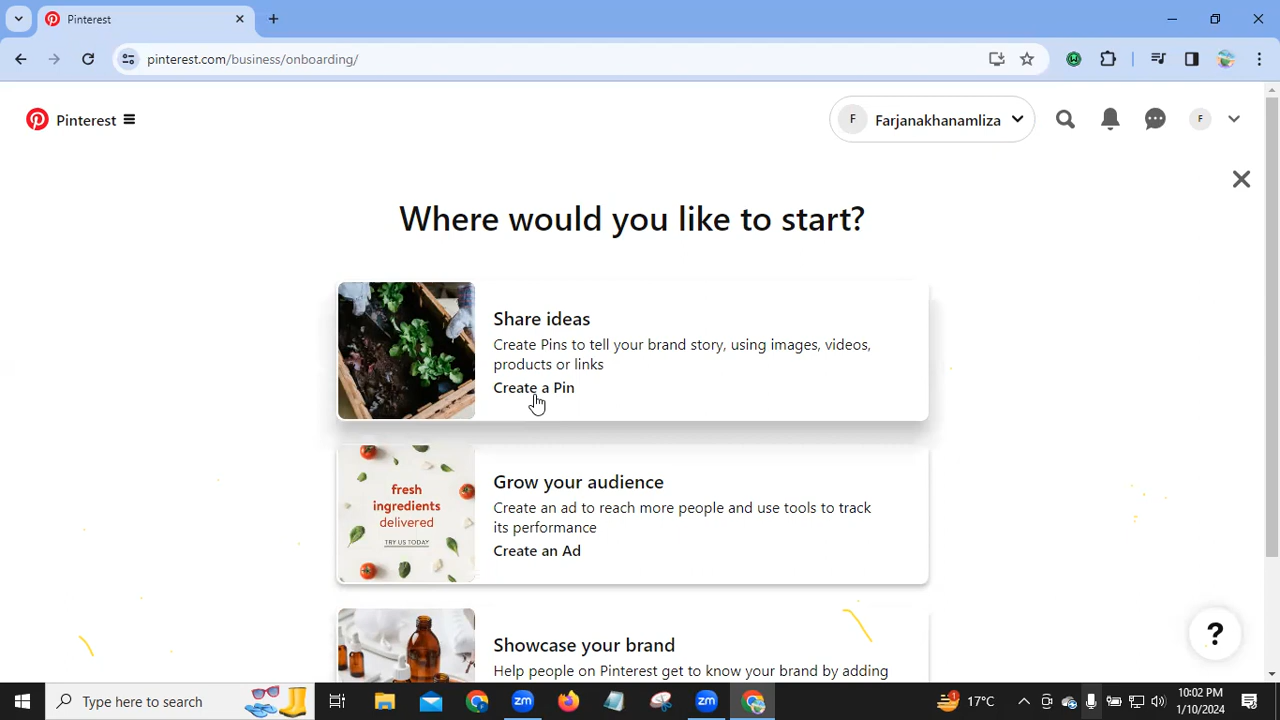 Pinterest
pinterest.com/business/onboarding/
Pinterest
F Farjanakhanamliza F
Where would you like to start?
Share ideas
Create Pins to tell your brand story, using images, videos,
products or links
Create a Pin
fresh
ingredients
delivered
TRY US TODAY
Grow your audience
Create an ad to reach more people and use tools to track
its performance
Create an Ad
Showcase your brand
Help people on Pinterest get to know your brand by adding
?
Type here to search
zm
zm
1
17°C
10:02 PM
1/10/2024